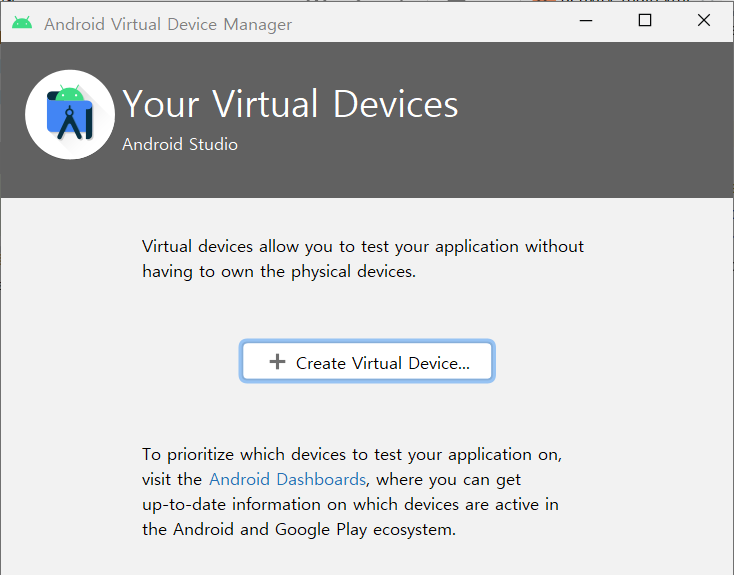 Android Virtual Device Manager
Your Virtual Devices
Android Studio
Virtual devices allow you to test your application without
having to own the physical devices.
Create Virtual Device...
To prioritize which devices to test your application on,
visit the Android Dashboards, where you can get
up-to-date information on which devices are active in
the Android and Google Play ecosystem.